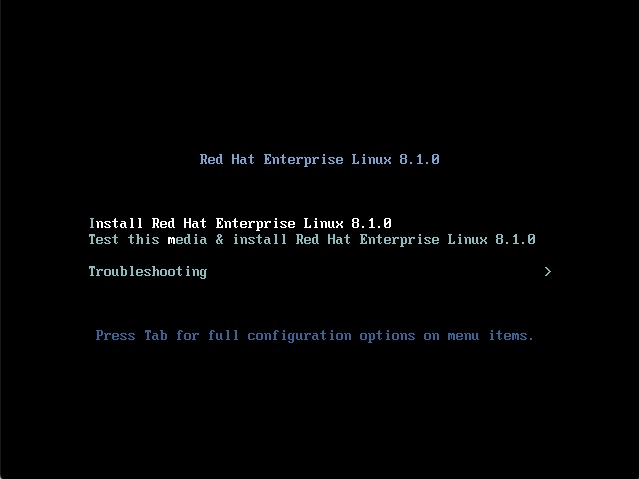 Red Hat Enterprise Linux 8.1.0
Install Red Hat Enterprise Linux 8.1.0
Test this media & install Red Hat Enterprise Linux 8.1.0
Troubleshooting >
Press Tab for full configuration options on menu items.